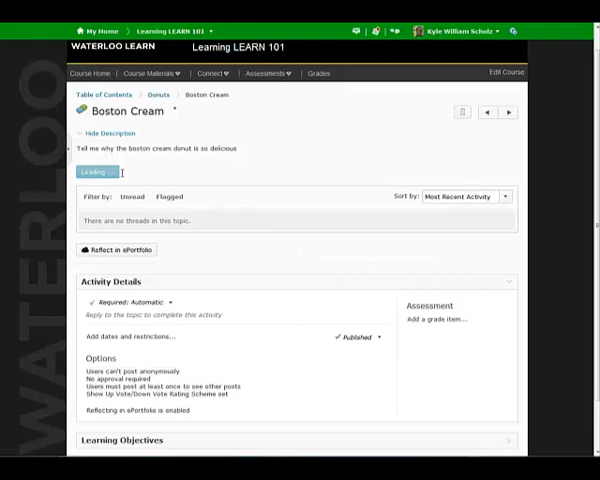 My Home
Learning LEARN 101
Kyle William Scholz
WATERLOO LEARN
Learning LEARN 101
Course Home
Course Materials
Connect
Assessments
Grades
Edit Course
Table of Contents
Donuts
Boston Cream
Boston Cream
Hide Description
Tell me why the boston cream donut is so delicious
Loading ...
Filter by:
Unread
Flagged
Sort by:
Most Recent Activity
There are no threads in this topic.
Reflect in ePortfolio
Activity Details
Required: Automatic
Reply to the topic to complete this activity
Assessment
Add a grade item...
Add dates and restrictions...
Published
Options
Users can't post anonymously
No approval required
Users must post at least once to see other posts
Show Up Vote/Down Vote Rating Scheme set
Reflecting in ePortfolio is enabled
Learning Objectives
WATERLOO